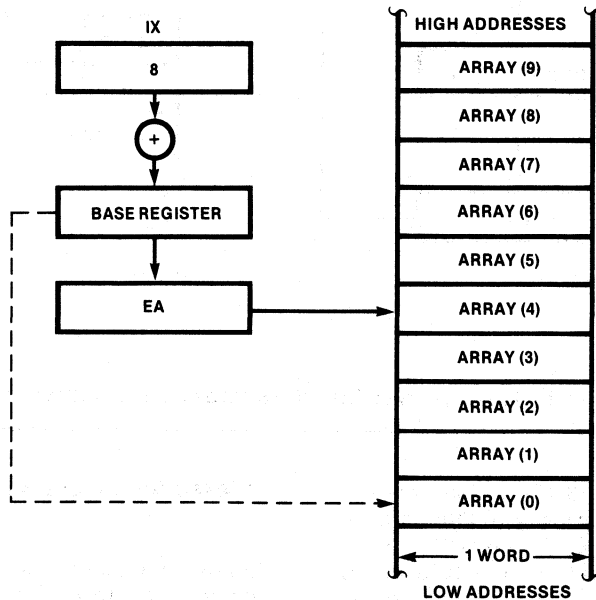 IX
8
+
BASE REGISTER
EA
HIGH ADDRESSES
ARRAY (9)
ARRAY (8)
ARRAY (7)
ARRAY (6)
ARRAY (5)
ARRAY (4)
ARRAY (3)
ARRAY (2)
ARRAY (1)
ARRAY (0)
1 WORD
LOW ADDRESSES